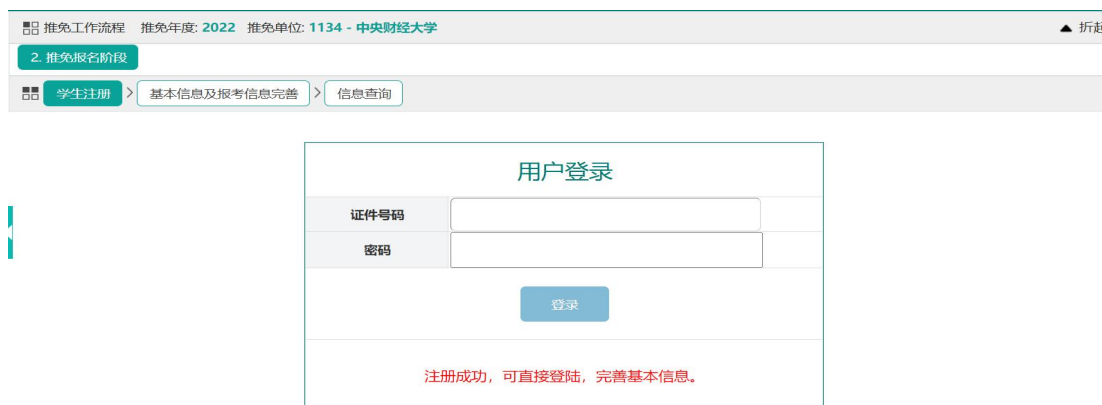 推免工作流程 推免年度: 2022 推免单位: 1134 - 中央财经大学 ▲ 折起
2. 推免报名阶段
学生注册 > 基本信息及报考信息完善 > 信息查询
用户登录
证件号码
密码
登录
注册成功，可直接登陆，完善基本信息。